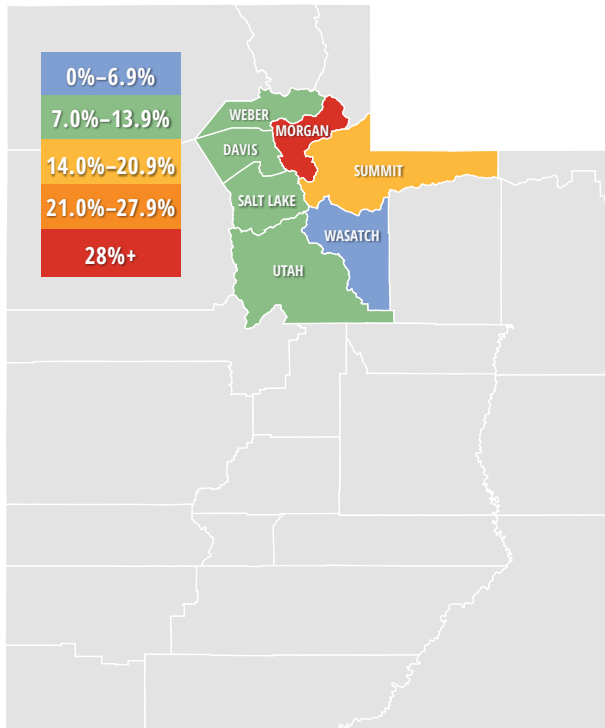 0%–6.9%
7.0%–13.9%
14.0%–20.9%
21.0%–27.9%
28%+
WEBER
MORGAN
DAVIS
SUMMIT
SALT LAKE
WASATCH
UTAH